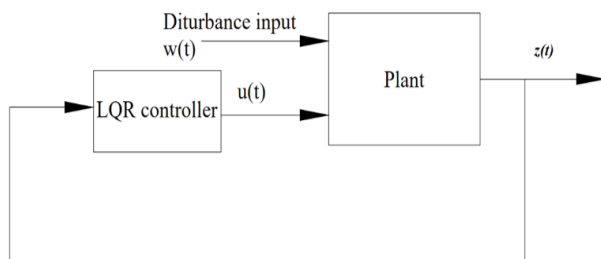 Diturbance input
w(t)
z(t)
Plant
u(t)
LQR controller